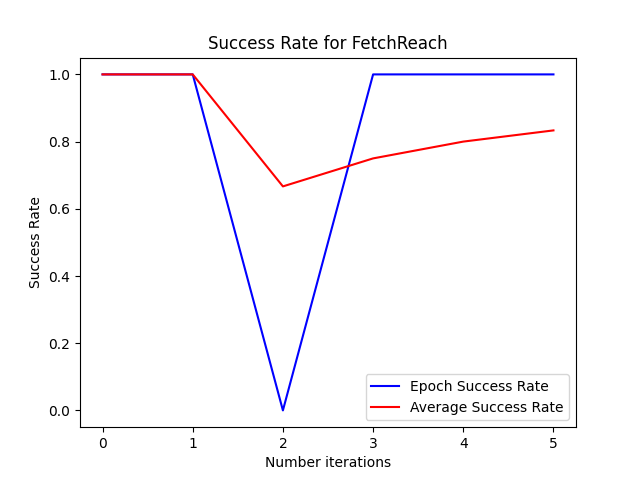 Success Rate for FetchReach
1.0
0.8
0.6
0.4
0.2
0.0
Success Rate
0 1 2 3 4 5
Number iterations
Epoch Success Rate
Average Success Rate